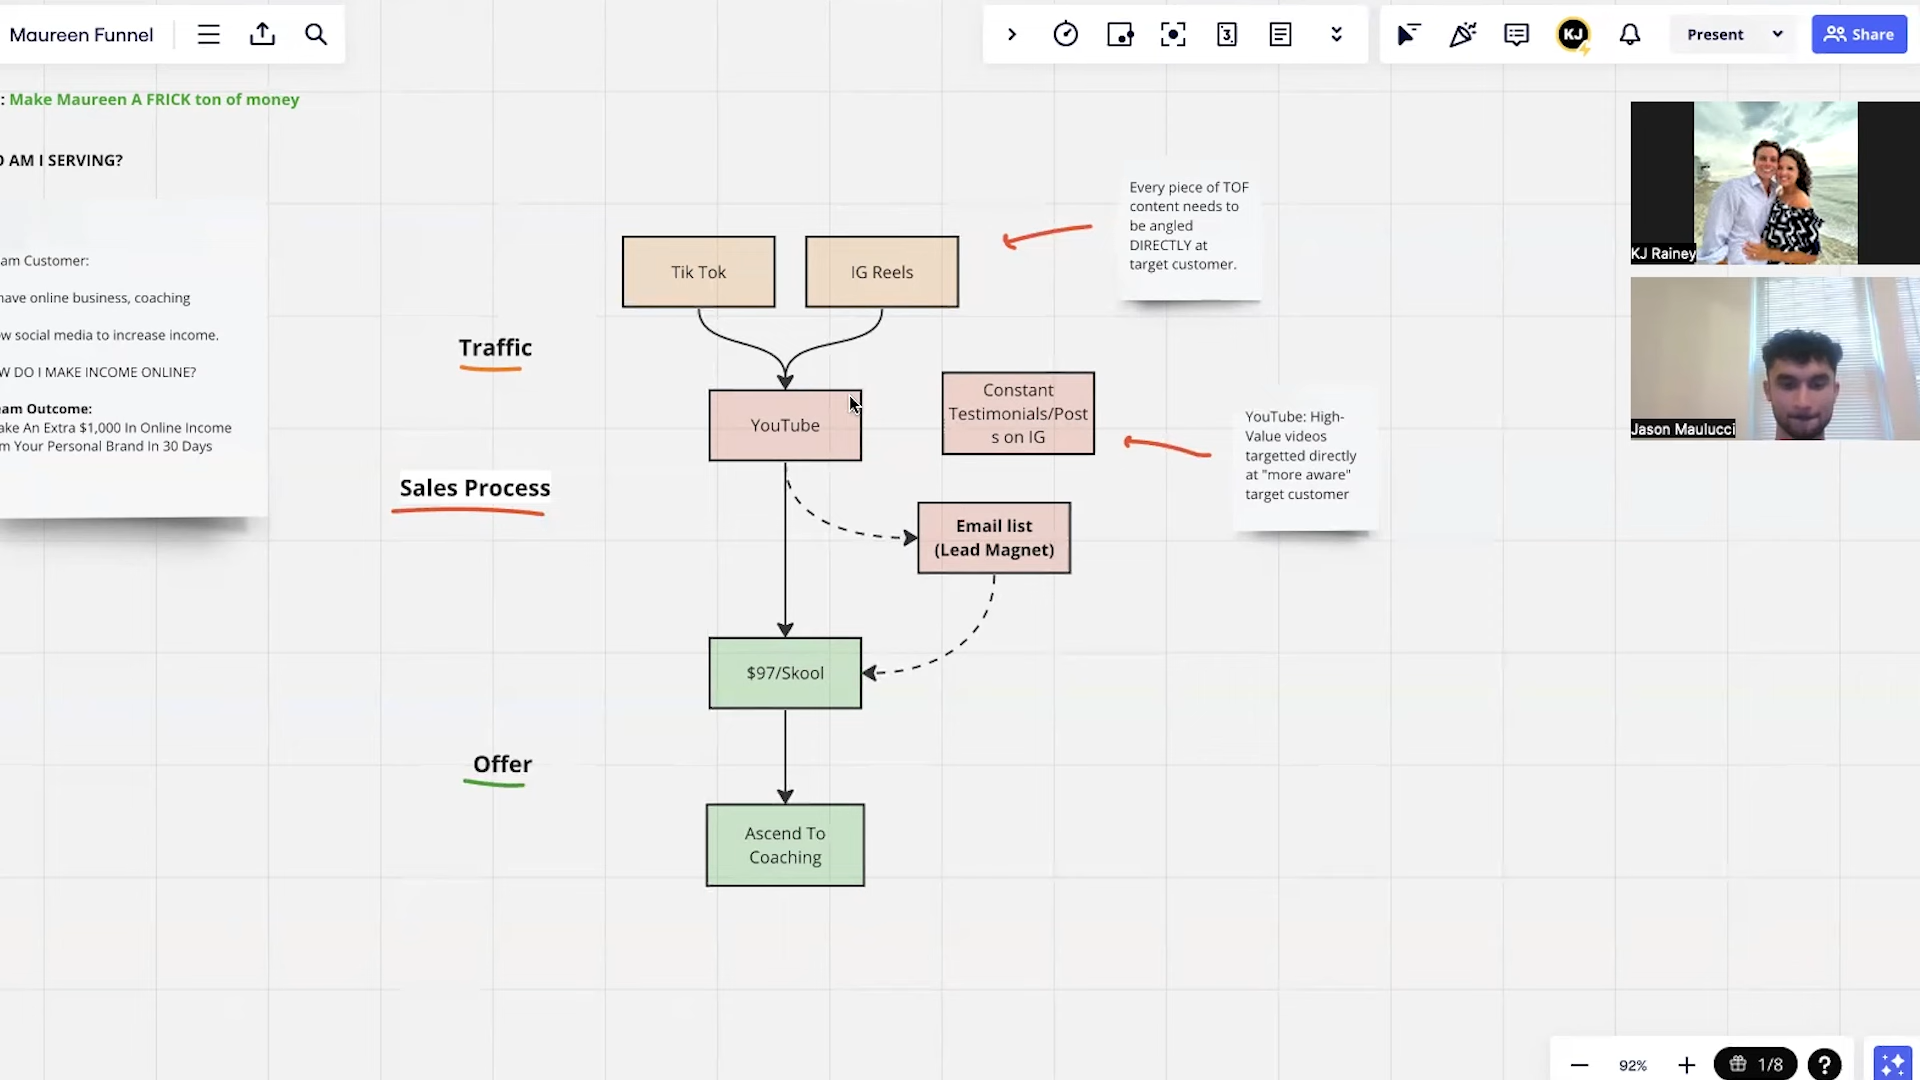 Maureen Funnel
3
KJ
Present
Share
: Make Maureen A FRICK ton of money
O AM I SERVING?
am Customer:
have online business, coaching
ow social media to increase income.
W DO I MAKE INCOME ONLINE?
am Outcome:
ake An Extra $1,000 In Online Income
m Your Personal Brand In 30 Days
Traffic
Sales Process
Offer
Tik Tok
IG Reels
YouTube
Constant
Testimonials/Post
s on IG
Email list
(Lead Magnet)
$97/Skool
Ascend To
Coaching
Every piece of TOF
content needs to
be angled
DIRECTLY at
target customer.
YouTube: High-
Value videos
targetted directly
at "more aware"
target customer
KJ Rainey
Jason Maulucci
92%
1/8
?